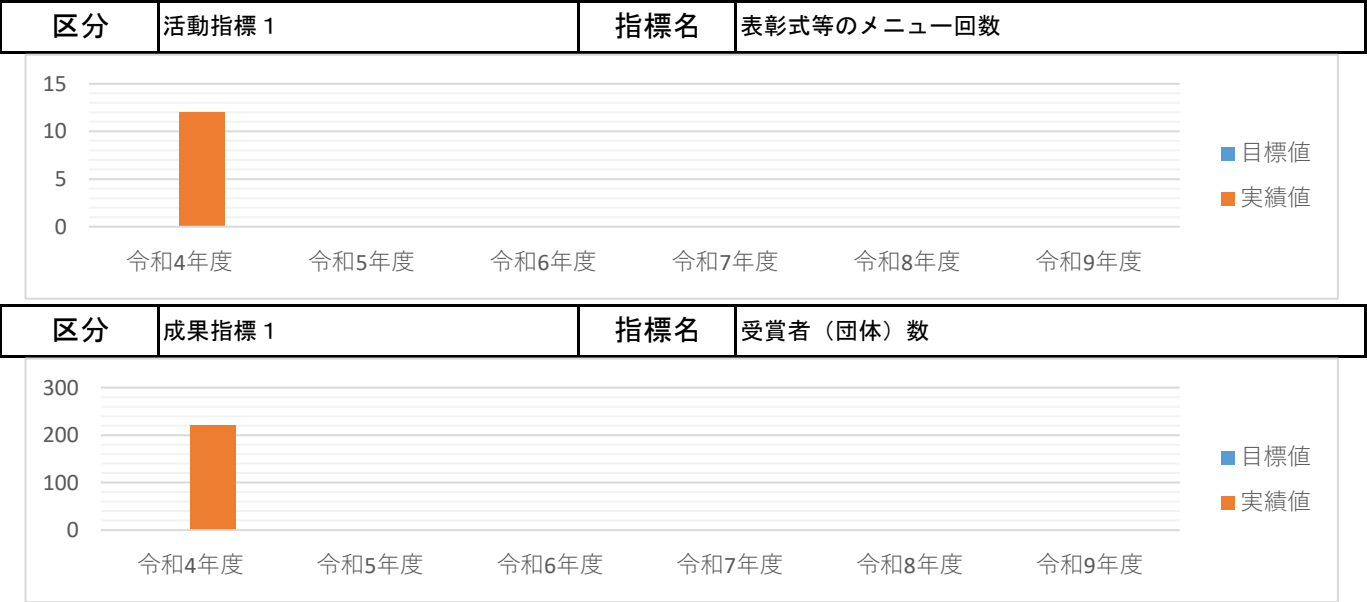 区分 活動指標１ 指標名 表彰式等のメニュー回数
15
10
5
0
令和4年度 令和5年度 令和6年度 令和7年度 令和8年度 令和9年度
目標値
実績値
区分 成果指標１ 指標名 受賞者（団体）数
300
200
100
0
令和4年度 令和5年度 令和6年度 令和7年度 令和8年度 令和9年度
目標値
実績値